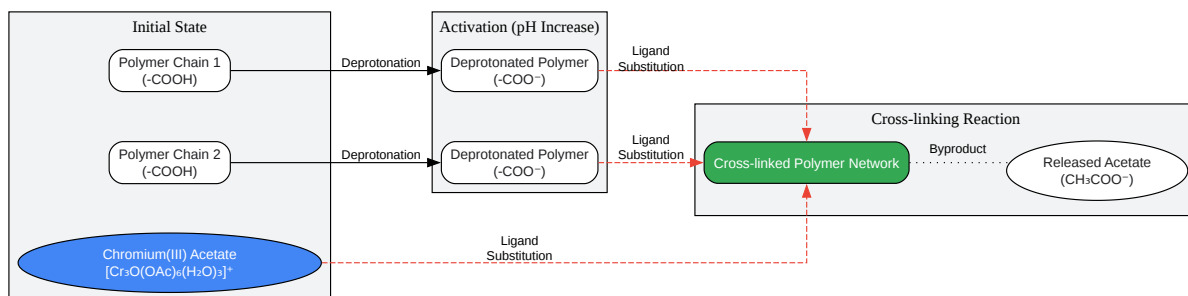 Initial State
Polymer Chain 1
(-COOH)
Deprotonation
Polymer Chain 2
(-COOH)
Deprotonation
Chromium(III) Acetate
[Cr₃O(OAc)₆(H₂O)₃]⁺
Activation (pH Increase)
Deprotonated Polymer
(-COO⁻)
Ligand
Substitution
Deprotonated Polymer
(-COO⁻)
Ligand
Substitution
Ligand
Substitution
Cross-linking Reaction
Cross-linked Polymer Network
Byproduct
Released Acetate
(CH₃COO⁻)